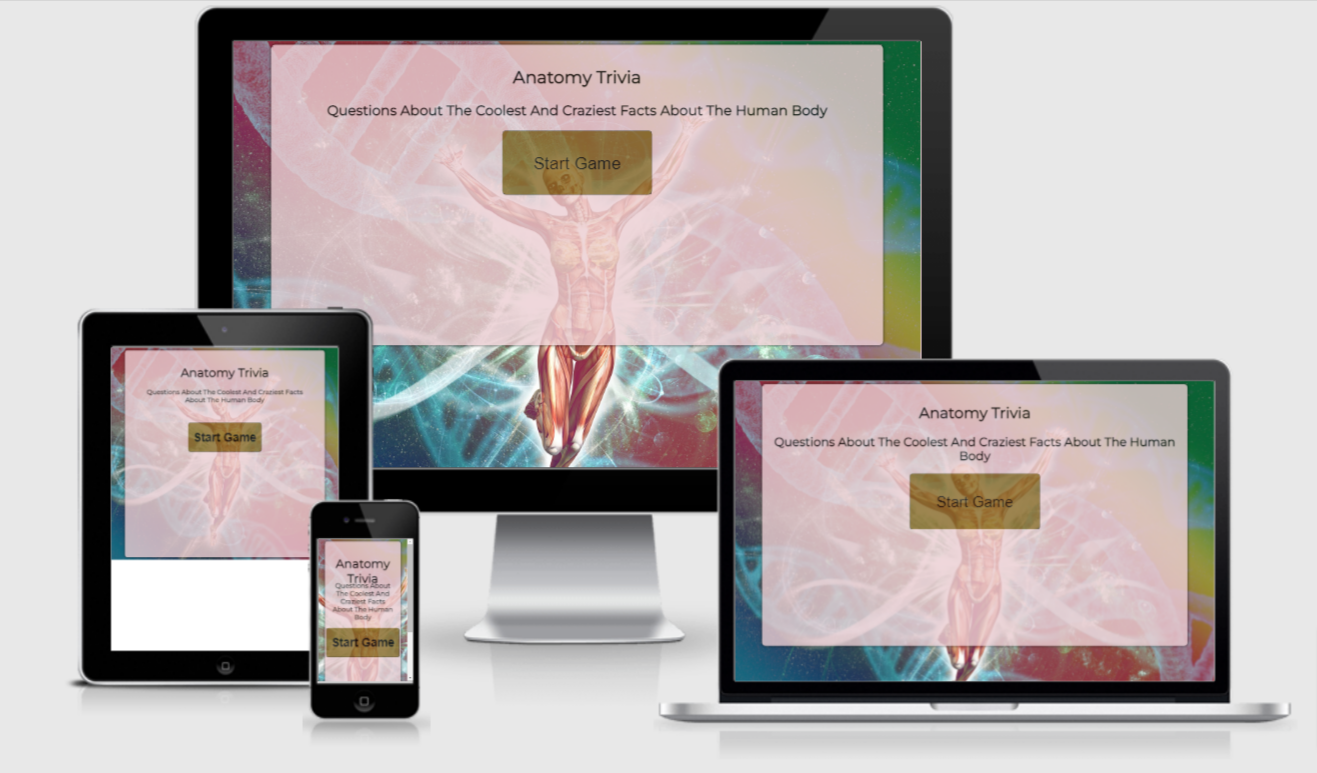 Anatomy Trivia
Questions About The Coolest And Craziest Facts About The Human Body
Start Game
Anatomy Trivia
Questions About The Coolest And Craziest Facts
About The Human Body
Start Game
Anatomy
Trivia
Questions About
The Coolest And
Craziest Facts
About The Human
Body
Start Game
Anatomy Trivia
Questions About The Coolest And Craziest Facts About The Human
Body
Start Game